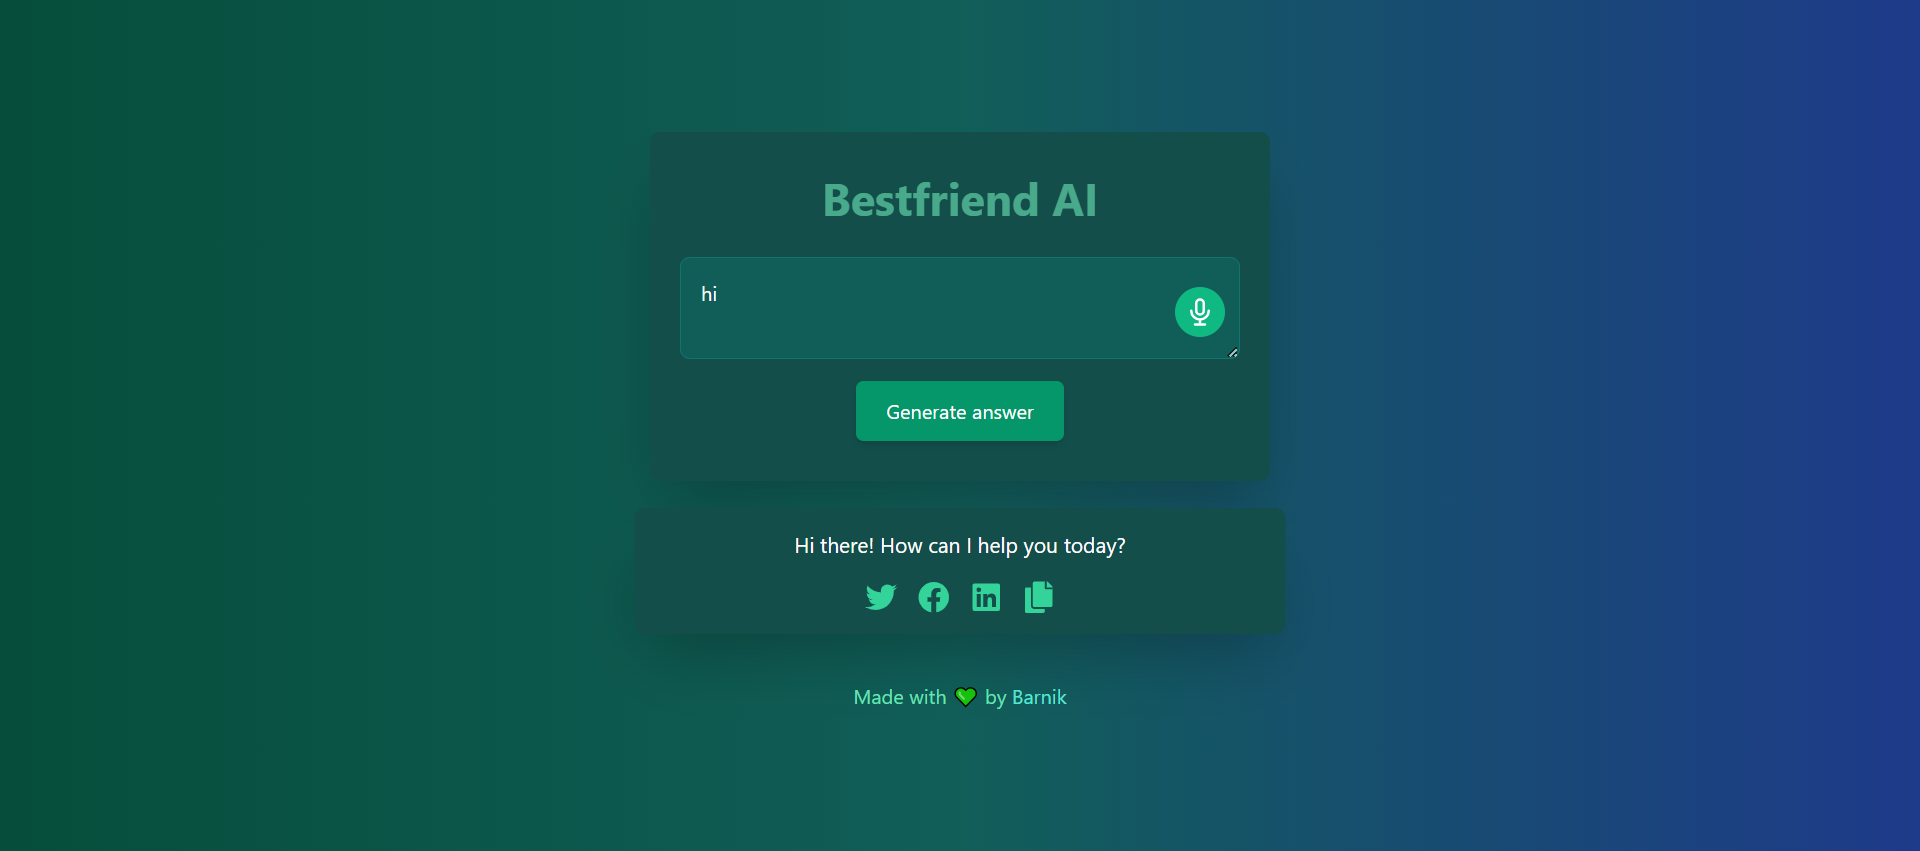 Bestfriend AI
hi
Generate answer
Hi there! How can I help you today?
Made with 💚 by Barnik